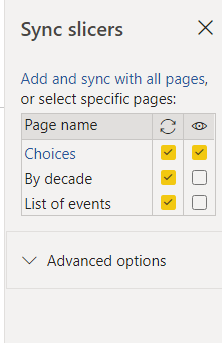 Sync slicers
Add and sync with all pages,
or select specific pages:
Page name
Choices
By decade
List of events
Advanced options